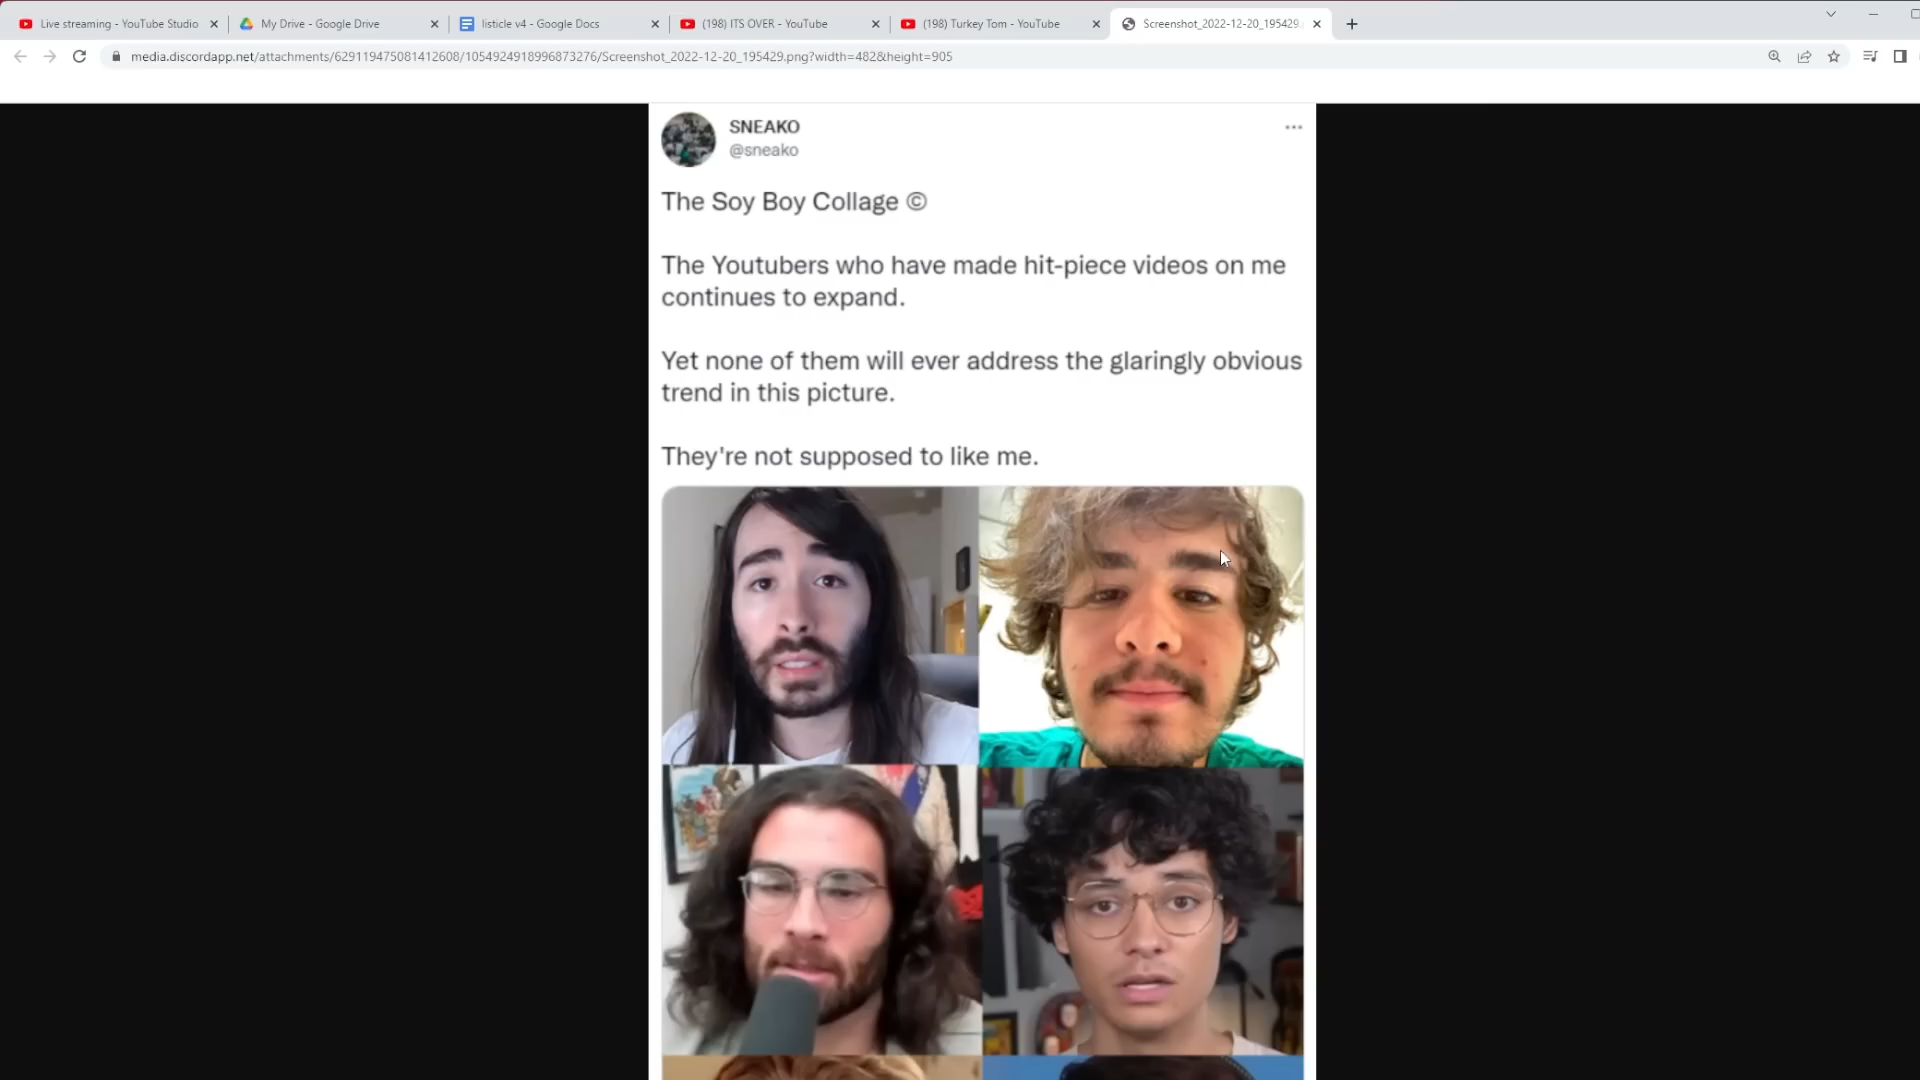 Live streaming - YouTube Studio
My Drive - Google Drive
listicle v4 - Google Docs
(198) ITS OVER - YouTube
(198) Turkey Tom - YouTube
Screenshot_2022-12-20_195429.
media.discordapp.net/attachments/629119475081412608/1054924918996873276/Screenshot_2022-12-20_195429.png?width=482&height=905
SNEAKO
@sneako
The Soy Boy Collage ©
The Youtubers who have made hit-piece videos on me
continues to expand.
Yet none of them will ever address the glaringly obvious
trend in this picture.
They're not supposed to like me.